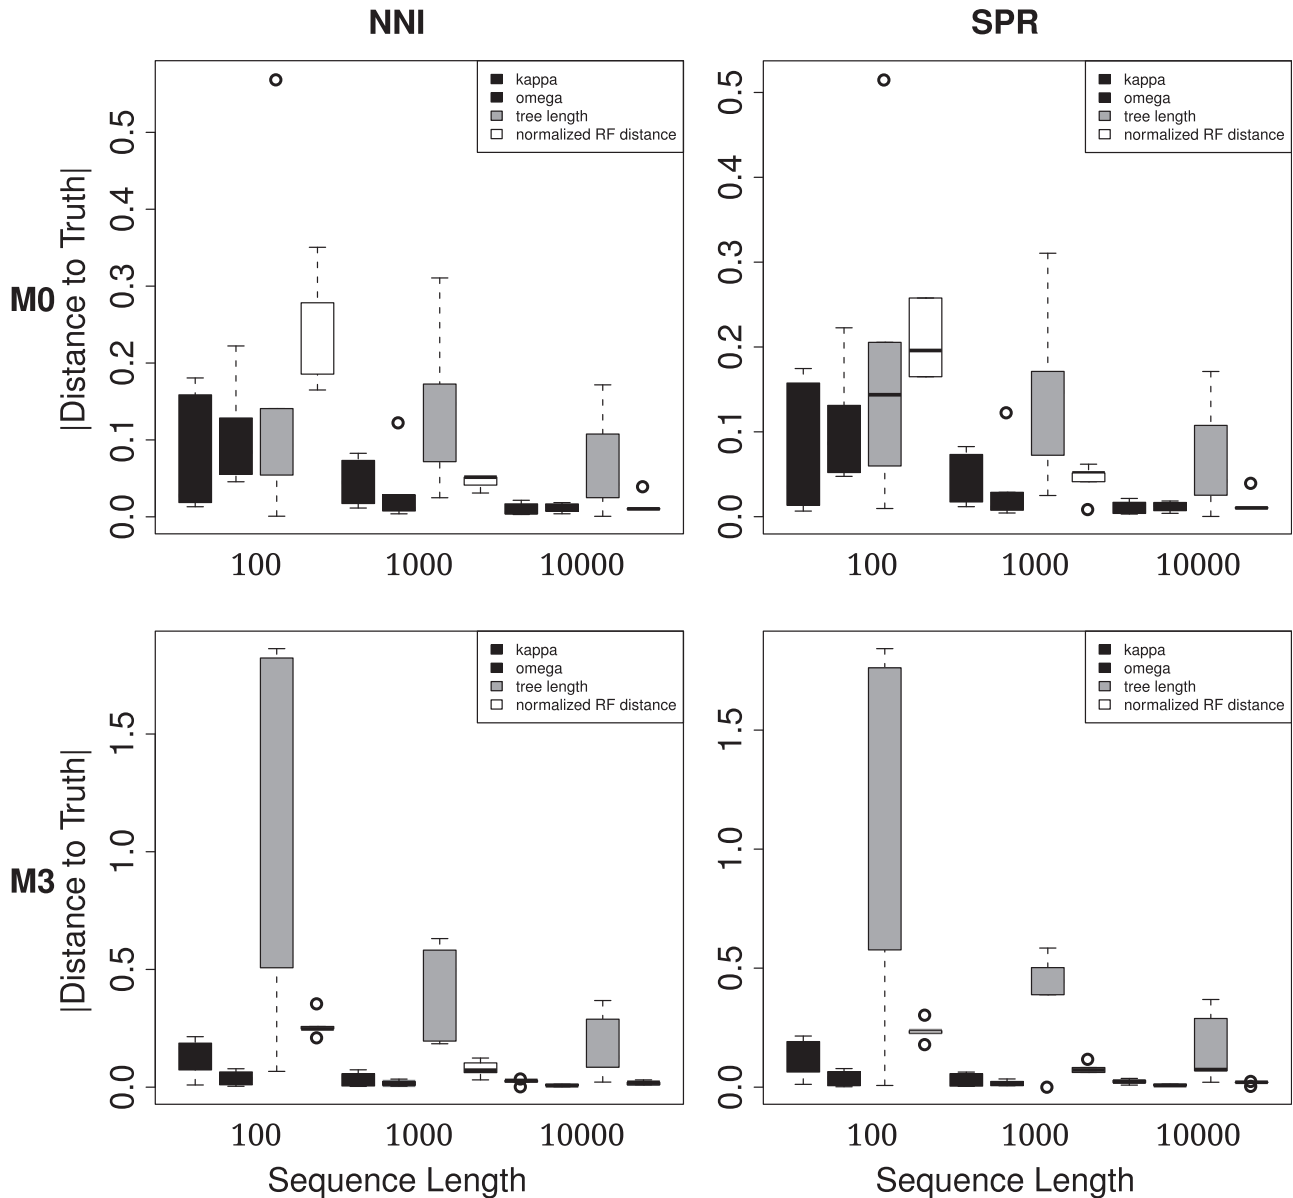 NNI
SPR
M0
|Distance to Truth|
0.0 0.1 0.2 0.3 0.4 0.5
kappa
omega
tree length
normalized RF distance
100 1000 10000
0.0 0.1 0.2 0.3 0.4 0.5
kappa
omega
tree length
normalized RF distance
100 1000 10000
M3
|Distance to Truth|
0.0 0.5 1.0 1.5
kappa
omega
tree length
normalized RF distance
100 1000 10000
Sequence Length
0.0 0.5 1.0 1.5
kappa
omega
tree length
normalized RF distance
100 1000 10000
Sequence Length